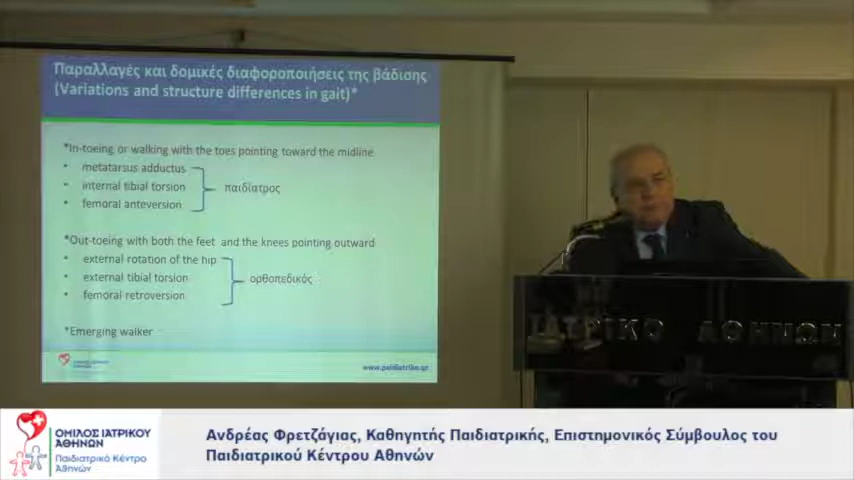 Παραλλαγές και δομικές διαφοροποιήσεις της βάδισης
(Variations and structure differences in gait)*
*In-toeing or walking with the toes pointing toward the midline
• metatarsus adductus
• internal tibial torsion
• femoral anteversion
παιδίατρος
*Out-toeing with both the feet and the knees pointing outward
• external rotation of the hip
• external tibial torsion
• femoral retroversion
ορθοπεδικός
*Emerging walker
www.paidiatriko.gr
ΙΑΤΡΙΚΟ ΑΘΗΝΩΝ
ΟΜΙΛΟΣ ΙΑΤΡΙΚΟΥ
ΑΘΗΝΩΝ
Παιδιατρικό Κέντρο
Αθηνών
Ανδρέας Φρετζάγιας, Καθηγητής Παιδιατρικής, Επιστημονικός Σύμβουλος του
Παιδιατρικού Κέντρου Αθηνών